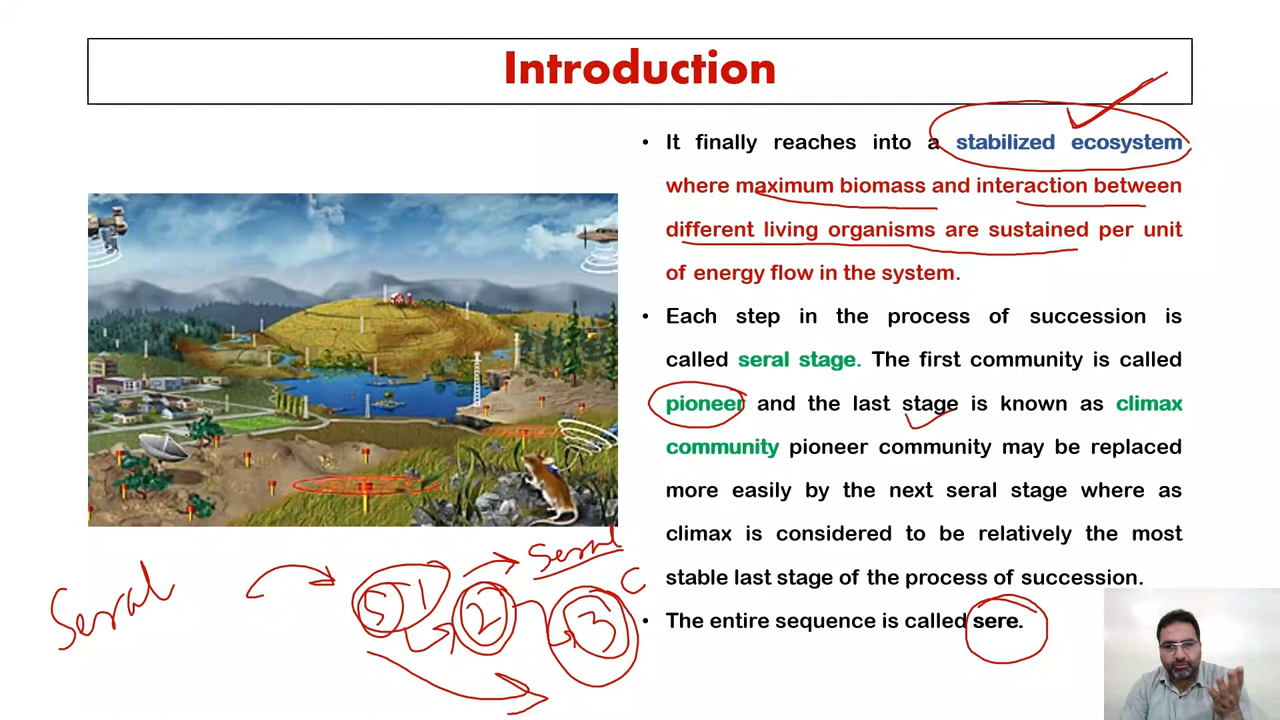 Introduction
• It finally reaches into a stabilized ecosystem
where maximum biomass and interaction between
different living organisms are sustained per unit
of energy flow in the system.
• Each step in the process of succession is
called seral stage. The first community is called
pioneer and the last stage is known as climax
community pioneer community may be replaced
more easily by the next seral stage where as
climax is considered to be relatively the most
stable last stage of the process of succession.
• The entire sequence is called sere.
Seral
Seral
S 1 2 3 C